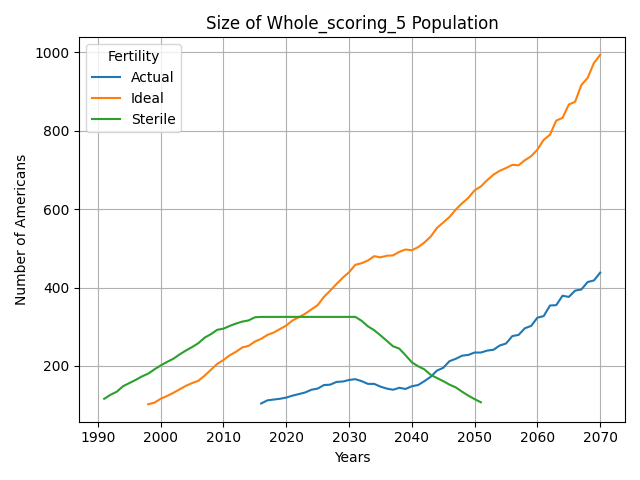 Size of Whole_scoring_5 Population
Fertility
Actual
Ideal
Sterile
Number of Americans
1000
800
600
400
200
1990 2000 2010 2020 2030 2040 2050 2060 2070
Years